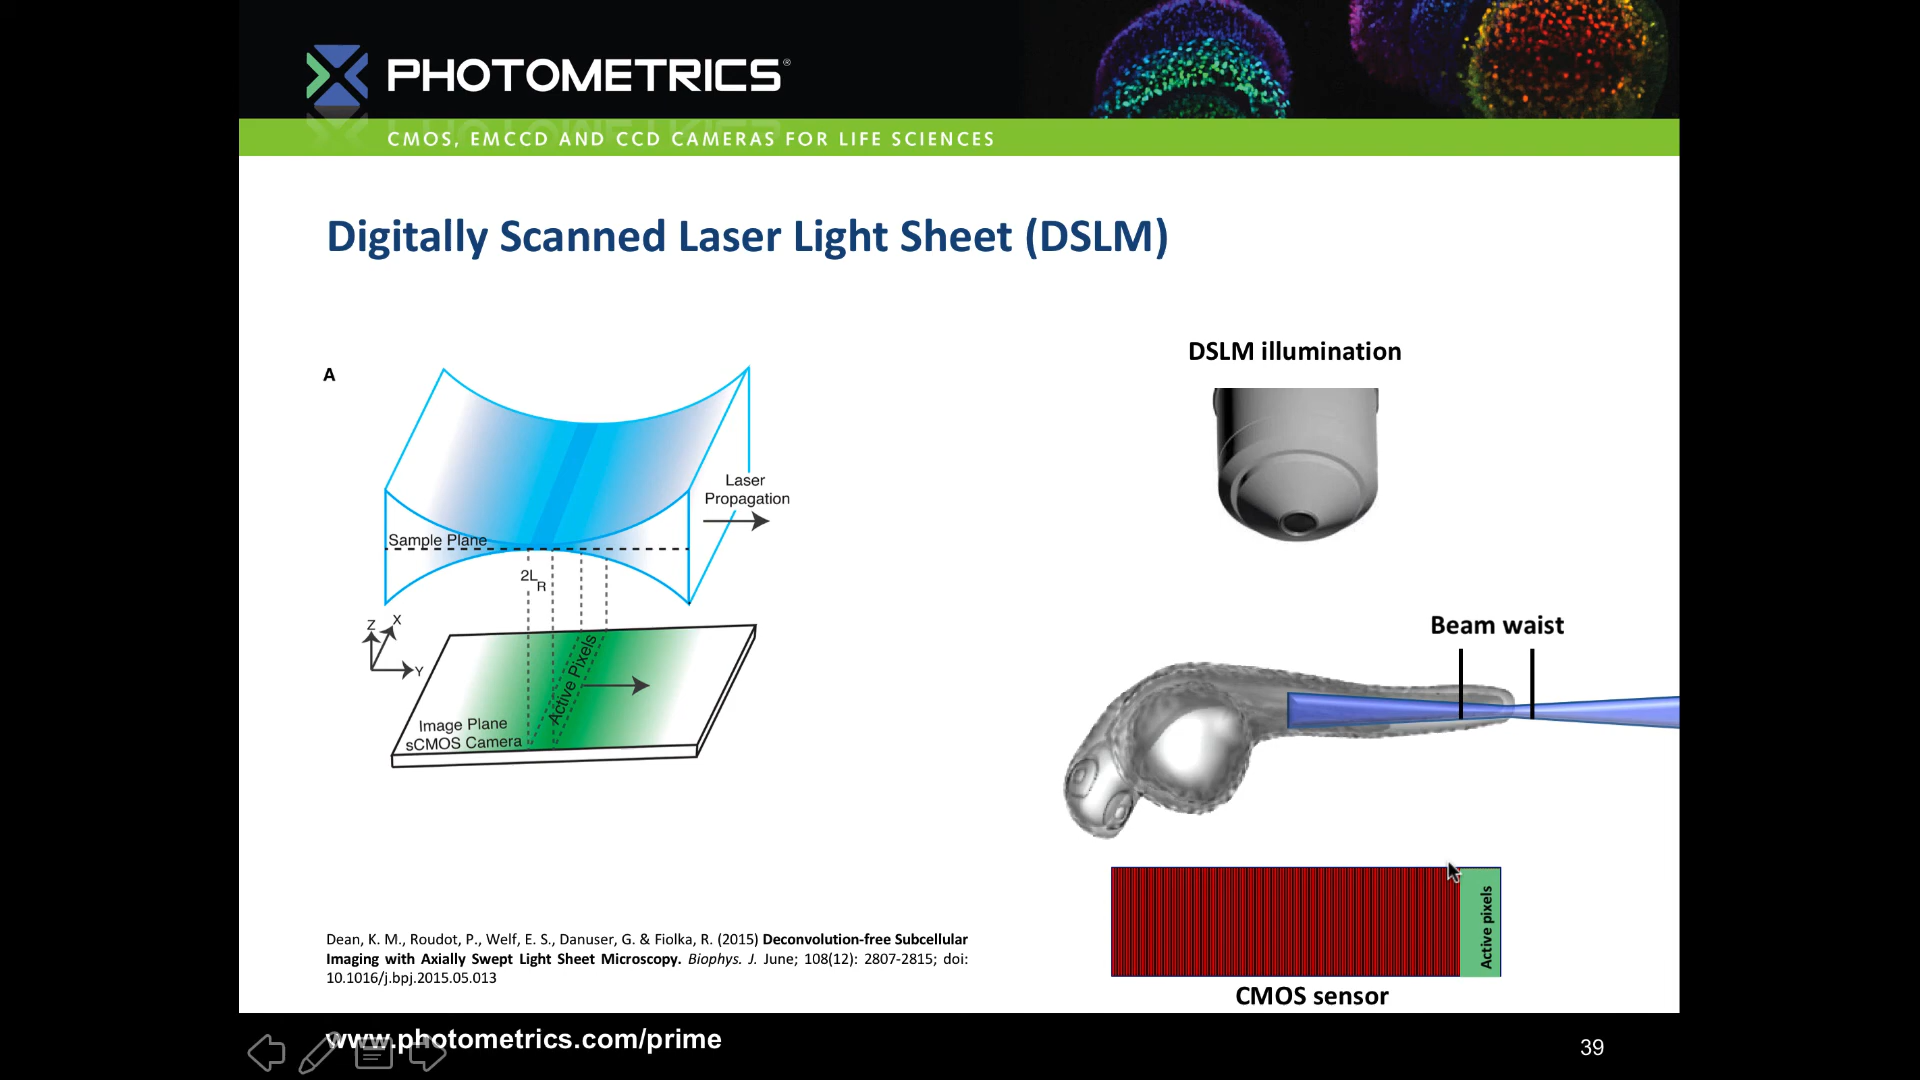 PHOTOMETRICS®
CMOS, EMCCD AND CCD CAMERAS FOR LIFE SCIENCES
Digitally Scanned Laser Light Sheet (DSLM)
A
Laser
Propagation
Sample Plane
2L
R
Z
X
Y
Active Pixels
Image Plane
sCMOS Camera
DSLM illumination
Beam waist
Active pixels
CMOS sensor
Dean, K. M., Roudot, P., Welf, E. S., Danuser, G. & Fiolka, R. (2015) Deconvolution-free Subcellular
Imaging with Axially Swept Light Sheet Microscopy. Biophys. J. June; 108(12): 2807-2815; doi:
10.1016/j.bpj.2015.05.013
www.photometrics.com/prime
39